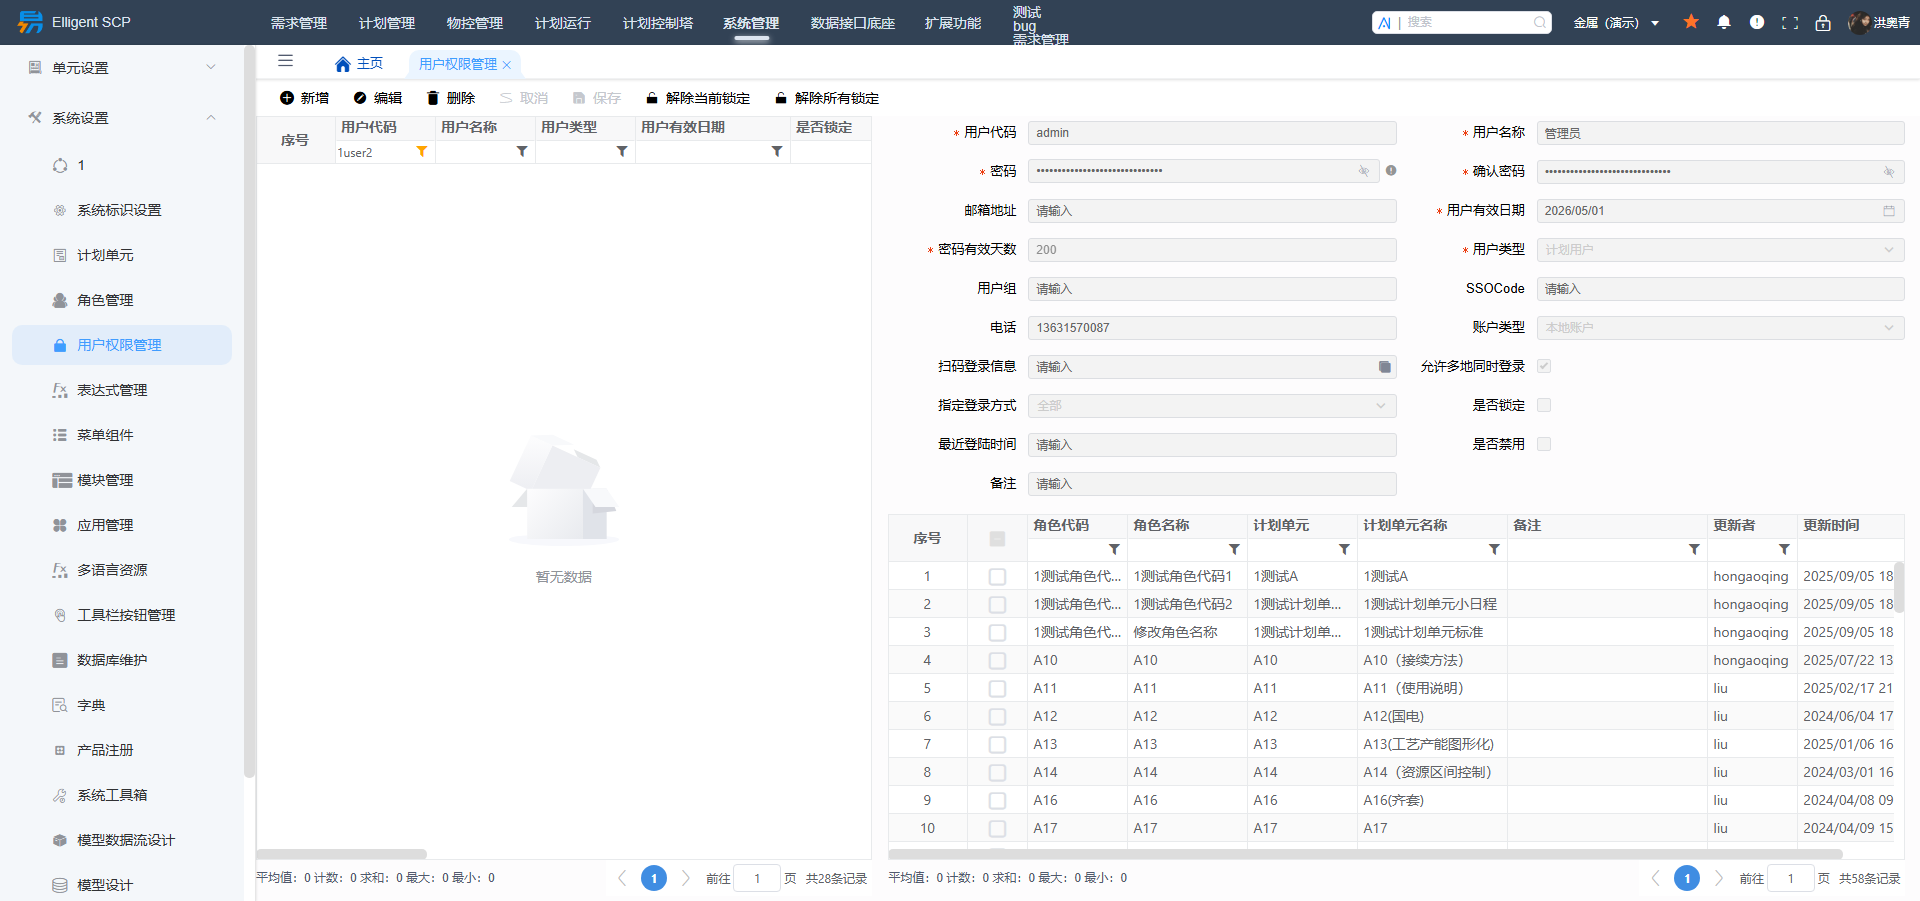 Elligent SCP
需求管理 计划管理 物控管理 计划运行 计划控制塔 系统管理 数据接口底座 扩展功能
测试
bug
需求管理
搜索
金属（演示）
洪奥青
单元设置
系统设置
1
系统标识设置
计划单元
角色管理
用户权限管理
表达式管理
菜单组件
模块管理
应用管理
多语言资源
工具栏按钮管理
数据库维护
字典
产品注册
系统工具箱
模型数据流设计
模型设计
主页 用户权限管理
新增 编辑 删除 取消 保存 解除当前锁定 解除所有锁定
序号 用户代码 用户名称 用户类型 用户有效日期 是否锁定
1user2
暂无数据
平均值：0 计数：0 求和：0 最大：0 最小：0
1 前往 1 页 共28条记录
* 用户代码 admin * 用户名称 管理员
* 密码 •••••••••••••••••••••••••••••• * 确认密码 ••••••••••••••••••••••••••••••
邮箱地址 请输入 * 用户有效日期 2026/05/01
* 密码有效天数 200 * 用户类型 计划用户
用户组 请输入 SSOCode 请输入
电话 13631570087 账户类型 本地账户
扫码登录信息 请输入 允许多地同时登录
指定登录方式 全部 是否锁定
最近登陆时间 请输入 是否禁用
备注 请输入
序号 角色代码 角色名称 计划单元 计划单元名称 备注 更新者 更新时间
1 1测试角色代... 1测试角色代码1 1测试A 1测试A hongaoqing 2025/09/05 18
2 1测试角色代... 1测试角色代码2 1测试计划单... 1测试计划单元小日程 hongaoqing 2025/09/05 18
3 1测试角色代... 修改角色名称 1测试计划单... 1测试计划单元标准 hongaoqing 2025/09/05 18
4 A10 A10 A10 A10（接续方法） hongaoqing 2025/07/22 13
5 A11 A11 A11 A11（使用说明） liu 2025/02/17 21
6 A12 A12 A12 A12(国电) liu 2024/06/04 17
7 A13 A13 A13 A13(工艺产能图形化) liu 2025/01/06 16
8 A14 A14 A14 A14（资源区间控制） liu 2024/03/01 16
9 A16 A16 A16 A16(齐套) liu 2024/04/08 09
10 A17 A17 A17 A17 liu 2024/04/09 15
平均值：0 计数：0 求和：0 最大：0 最小：0
1 前往 1 页 共58条记录